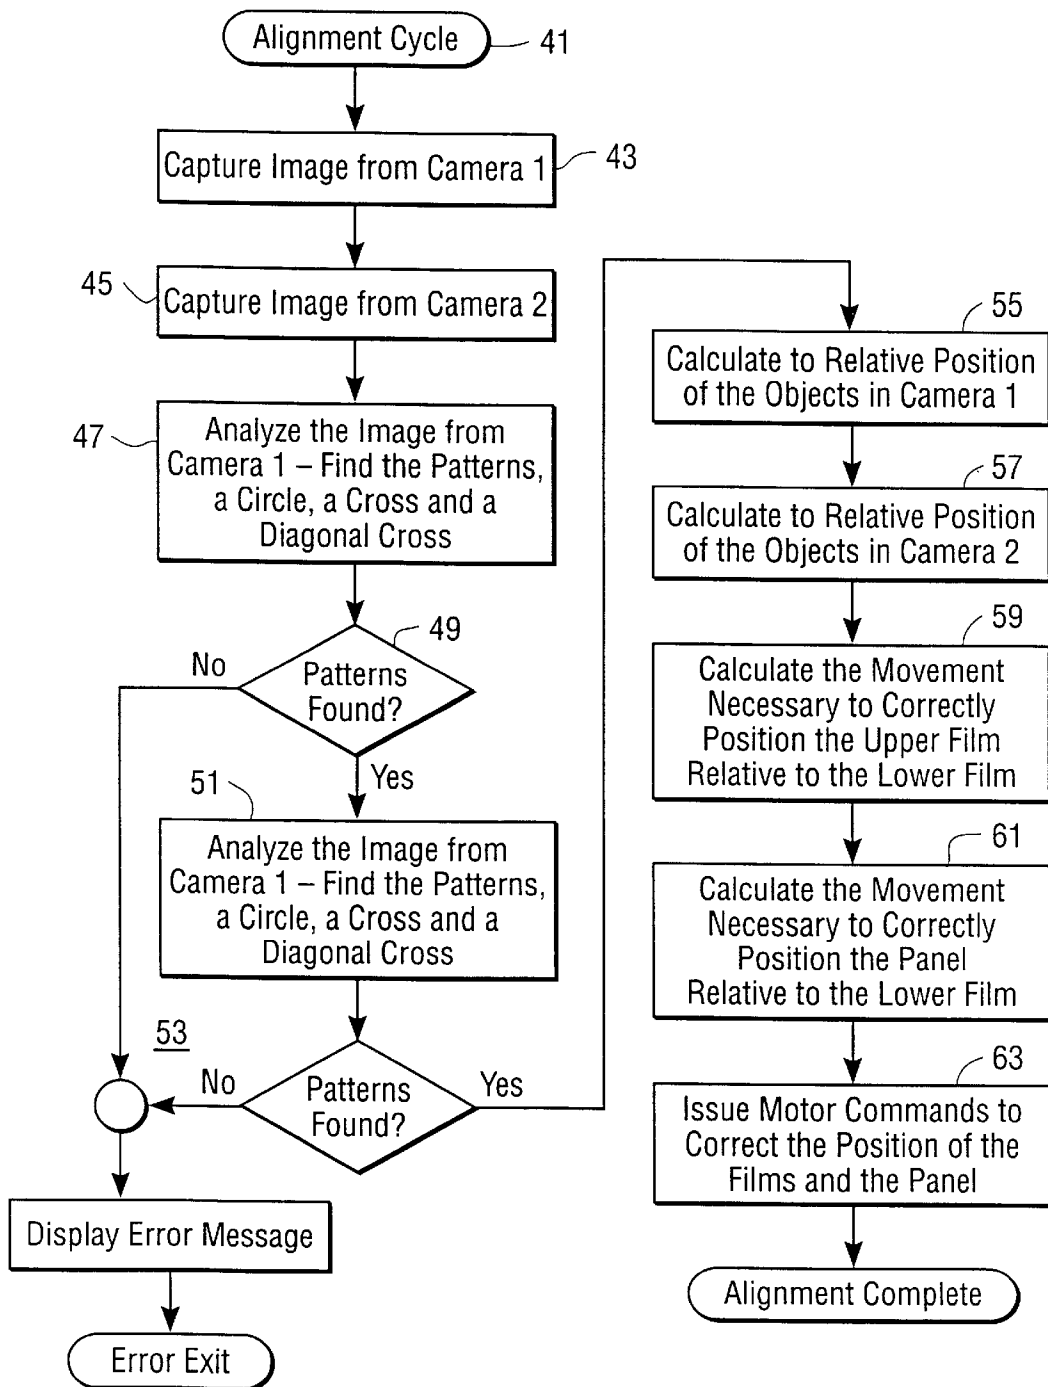 Alignment Cycle
41
Capture Image from Camera 1
43
45
Capture Image from Camera 2
47
Analyze the Image from
Camera 1 – Find the Patterns,
a Circle, a Cross and a
Diagonal Cross
49
No
Patterns
Found?
Yes
51
Analyze the Image from
Camera 1 – Find the Patterns,
a Circle, a Cross and a
Diagonal Cross
53
No
Patterns
Found?
Yes
Display Error Message
Error Exit
55
Calculate to Relative Position
of the Objects in Camera 1
57
Calculate to Relative Position
of the Objects in Camera 2
59
Calculate the Movement
Necessary to Correctly
Position the Upper Film
Relative to the Lower Film
61
Calculate the Movement
Necessary to Correctly
Position the Panel
Relative to the Lower Film
63
Issue Motor Commands to
Correct the Position of the
Films and the Panel
Alignment Complete